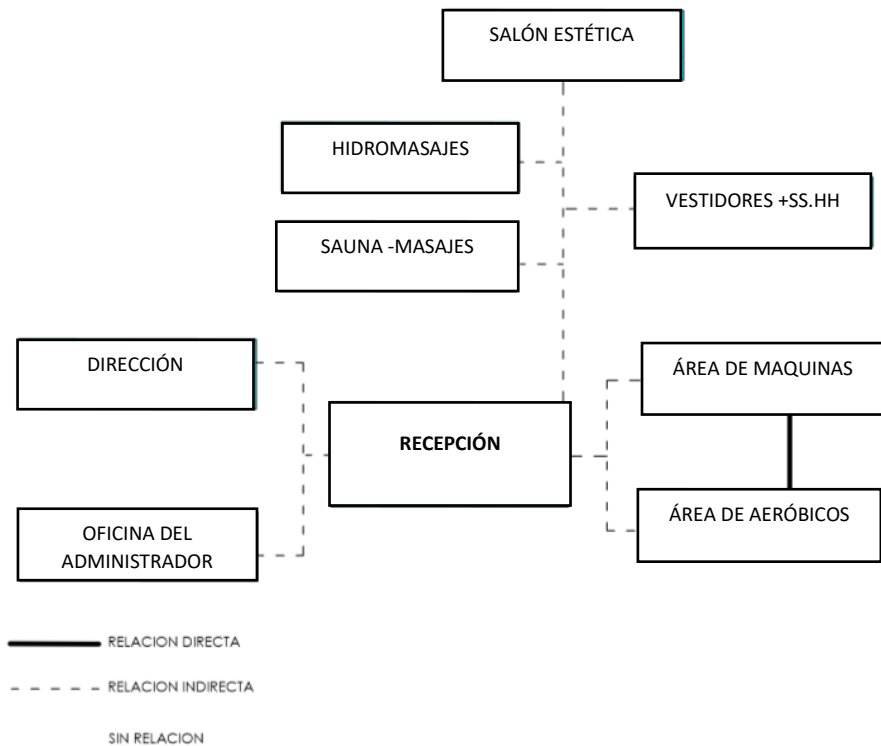 SALÓN ESTÉTICA
HIDROMASAJES
VESTIDORES +SS.HH
SAUNA -MASAJES
DIRECCIÓN
ÁREA DE MAQUINAS
RECEPCIÓN
ÁREA DE AERÓBICOS
OFICINA DEL
ADMINISTRADOR
RELACION DIRECTA
RELACION INDIRECTA
SIN RELACION